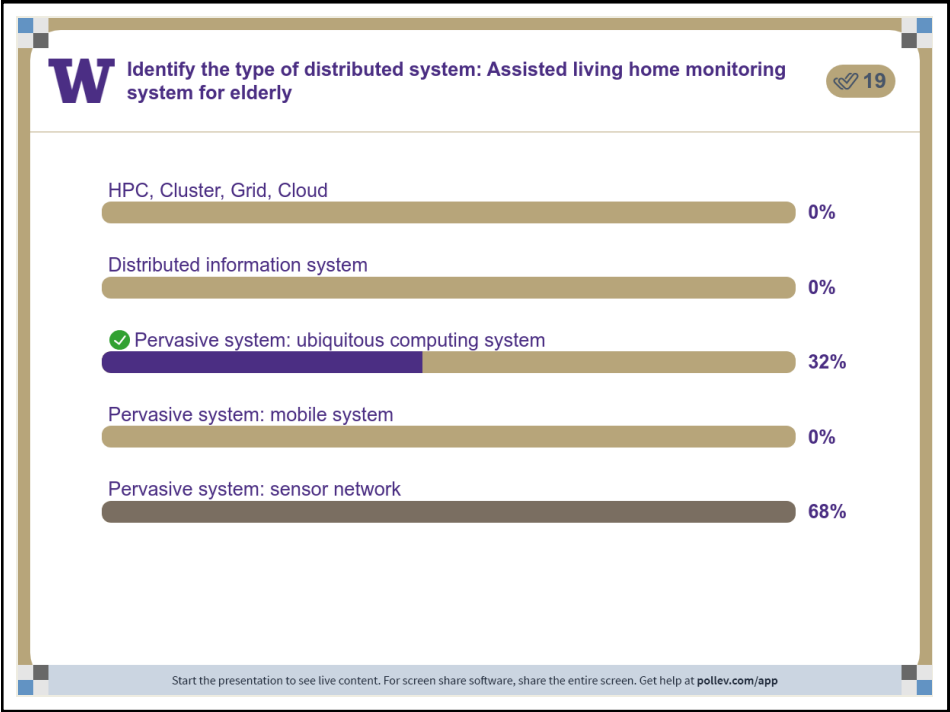 W
Identify the type of distributed system: Assisted living home monitoring
system for elderly
19
HPC, Cluster, Grid, Cloud
0%
Distributed information system
0%
Pervasive system: ubiquitous computing system
32%
Pervasive system: mobile system
0%
Pervasive system: sensor network
68%
Start the presentation to see live content. For screen share software, share the entire screen. Get help at pollev.com/app